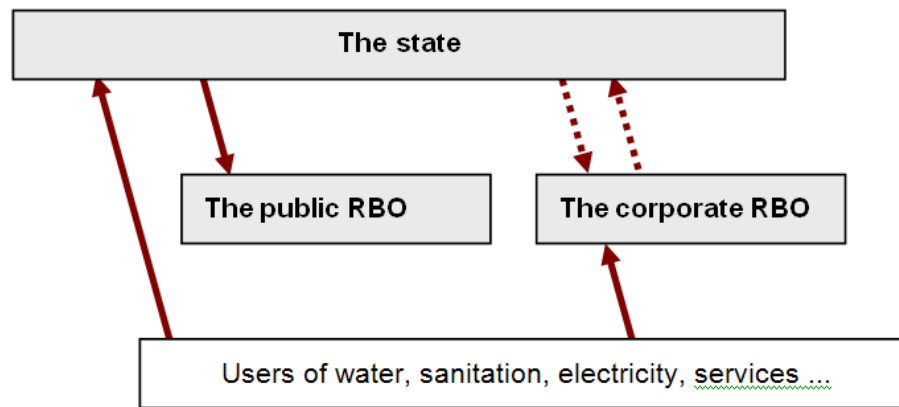 The state
The public RBO
The corporate RBO
Users of water, sanitation, electricity, services ...